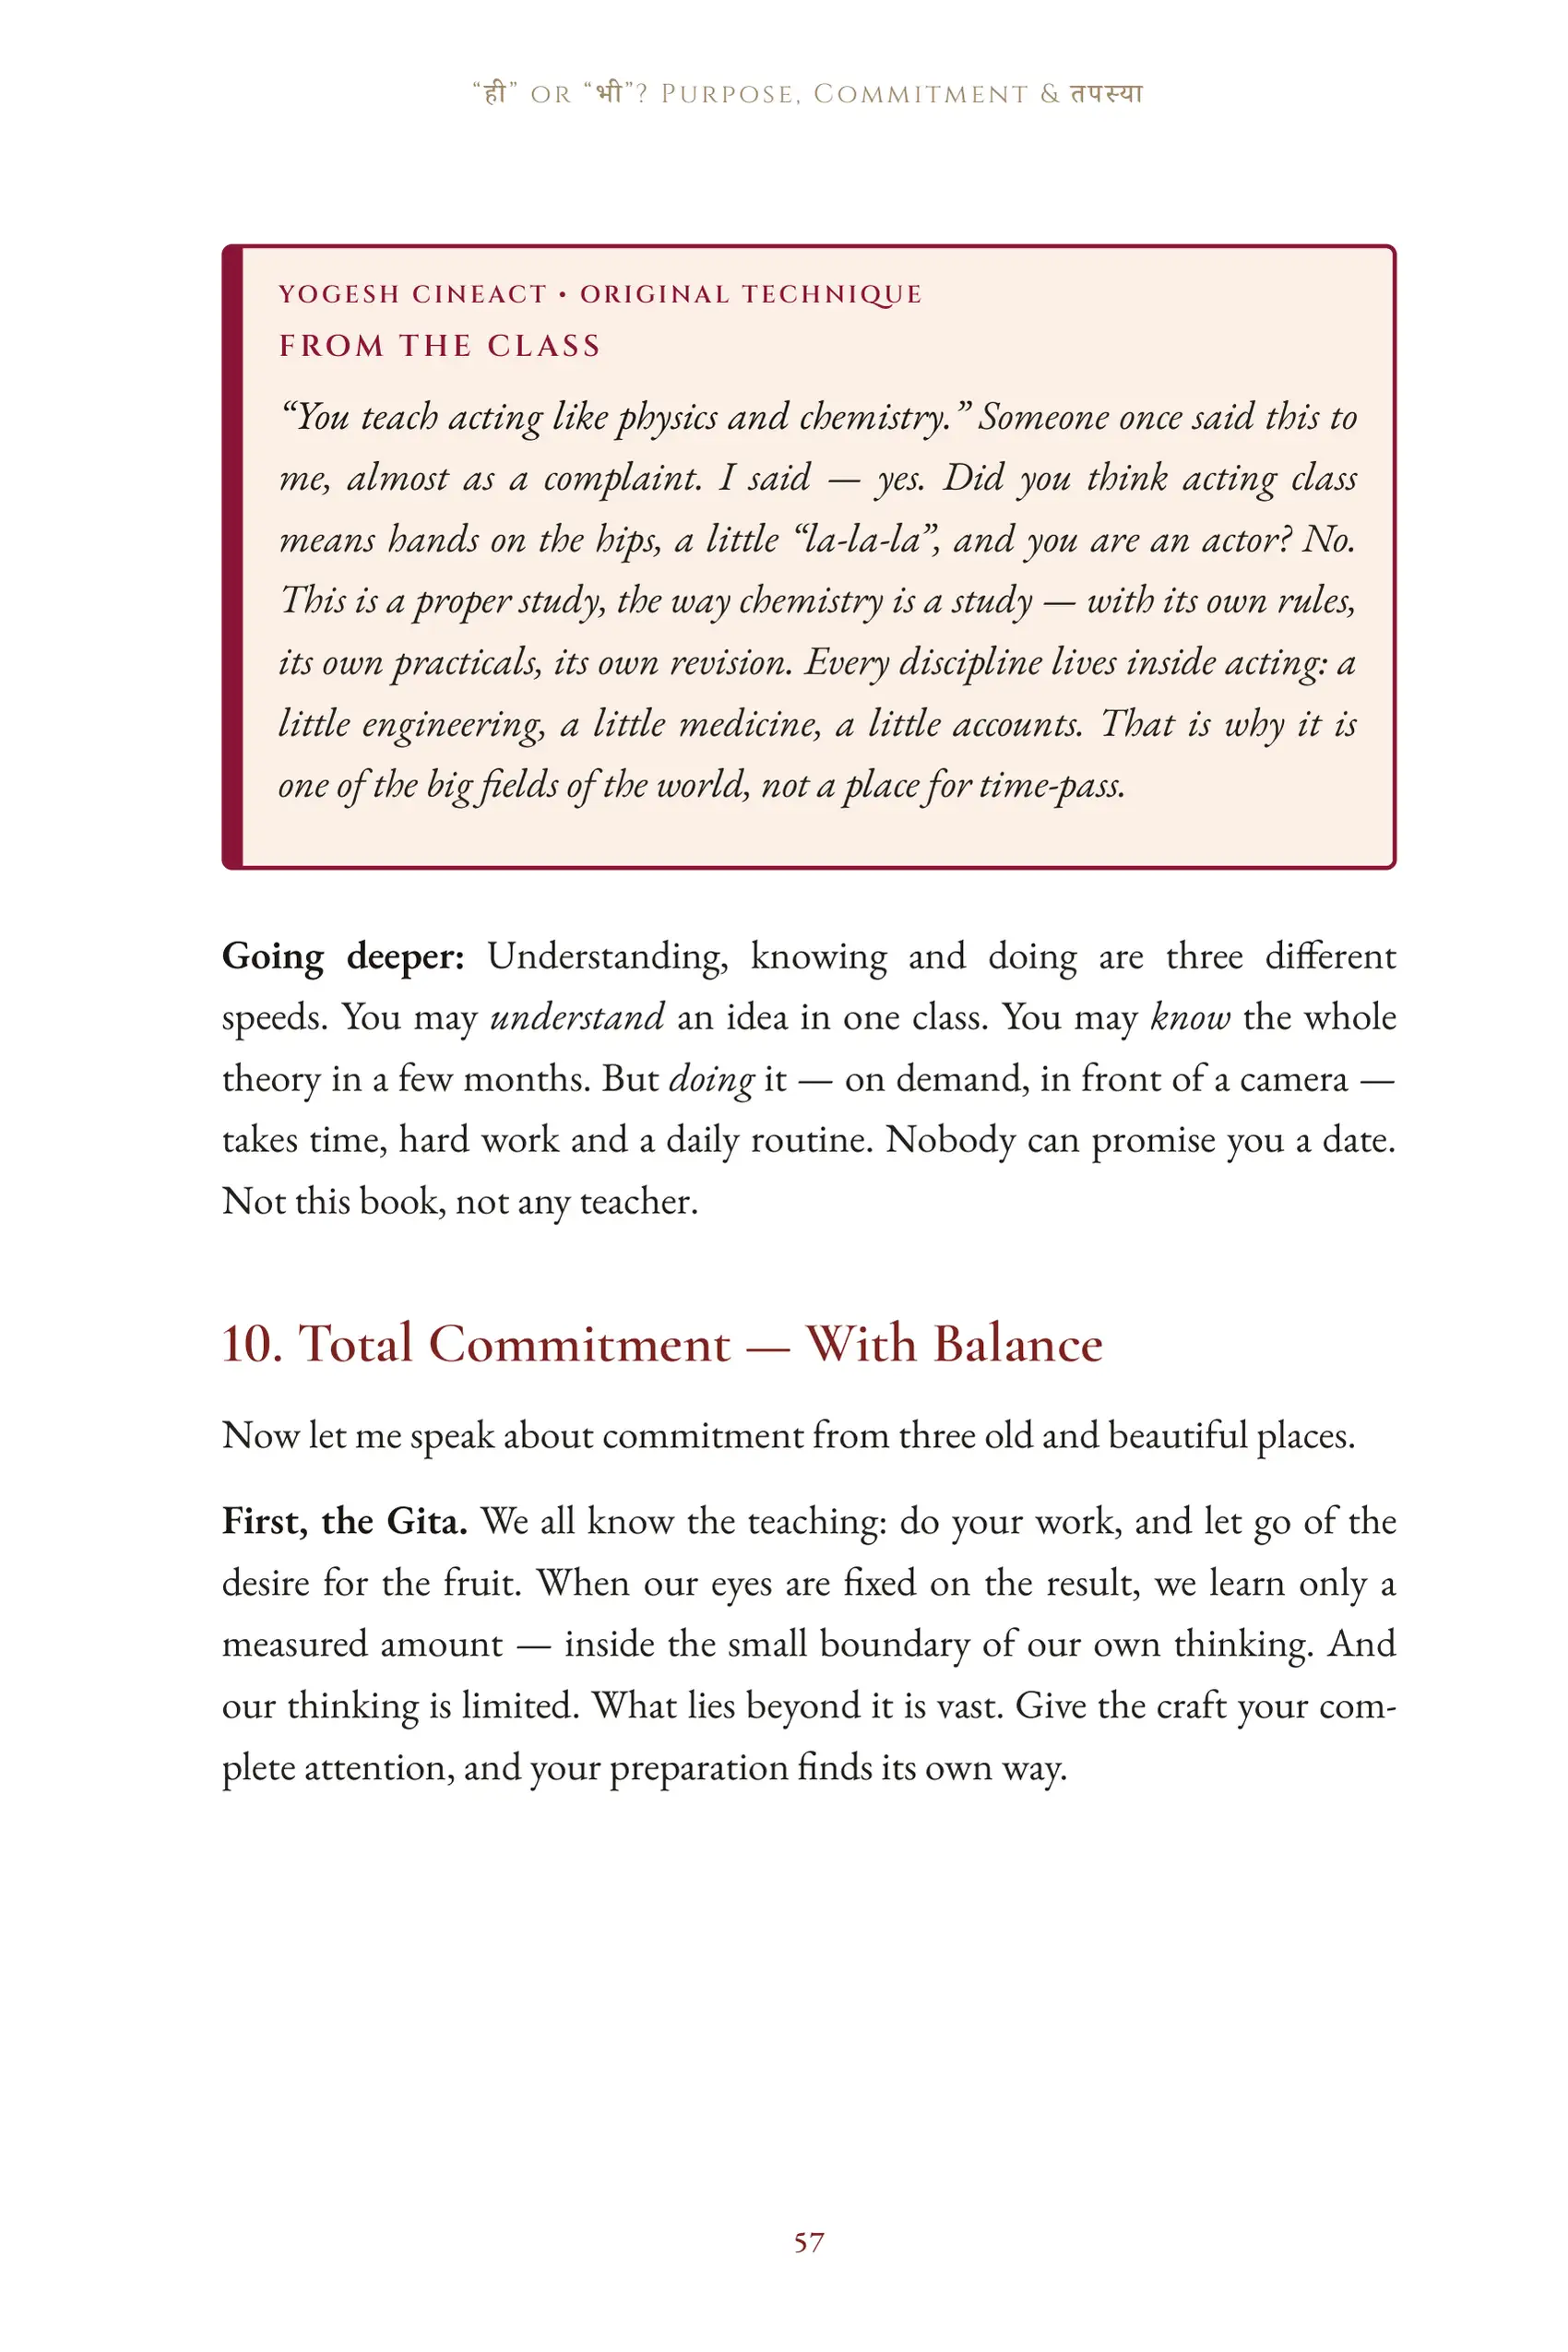 “ही” or “भी”? Purpose, Commitment & तपस्या
YOGESH CINEACT • ORIGINAL TECHNIQUE
FROM THE CLASS
“You teach acting like physics and chemistry.” Someone once said this to
me, almost as a complaint. I said — yes. Did you think acting class
means hands on the hips, a little “la-la-la”, and you are an actor? No.
This is a proper study, the way chemistry is a study — with its own rules,
its own practicals, its own revision. Every discipline lives inside acting: a
little engineering, a little medicine, a little accounts. That is why it is
one of the big fields of the world, not a place for time-pass.
Going deeper: Understanding, knowing and doing are three different
speeds. You may understand an idea in one class. You may know the whole
theory in a few months. But doing it — on demand, in front of a camera —
takes time, hard work and a daily routine. Nobody can promise you a date.
Not this book, not any teacher.
10. Total Commitment — With Balance
Now let me speak about commitment from three old and beautiful places.
First, the Gita. We all know the teaching: do your work, and let go of the
desire for the fruit. When our eyes are fixed on the result, we learn only a
measured amount — inside the small boundary of our own thinking. And
our thinking is limited. What lies beyond it is vast. Give the craft your com-
plete attention, and your preparation finds its own way.
57